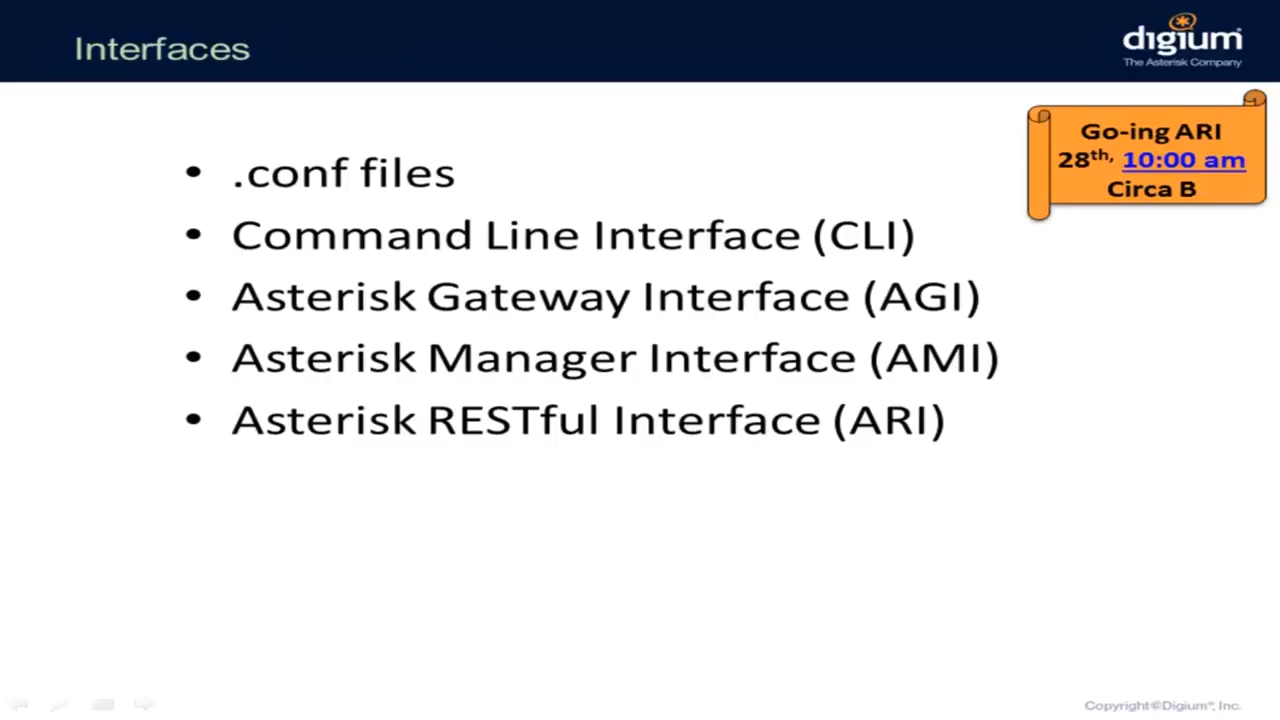 Interfaces
digium
The Asterisk Company
Go-ing ARI
28th, 10:00 am
Circa B
• .conf files
• Command Line Interface (CLI)
• Asterisk Gateway Interface (AGI)
• Asterisk Manager Interface (AMI)
• Asterisk RESTful Interface (ARI)
Copyright©Digium®, Inc.